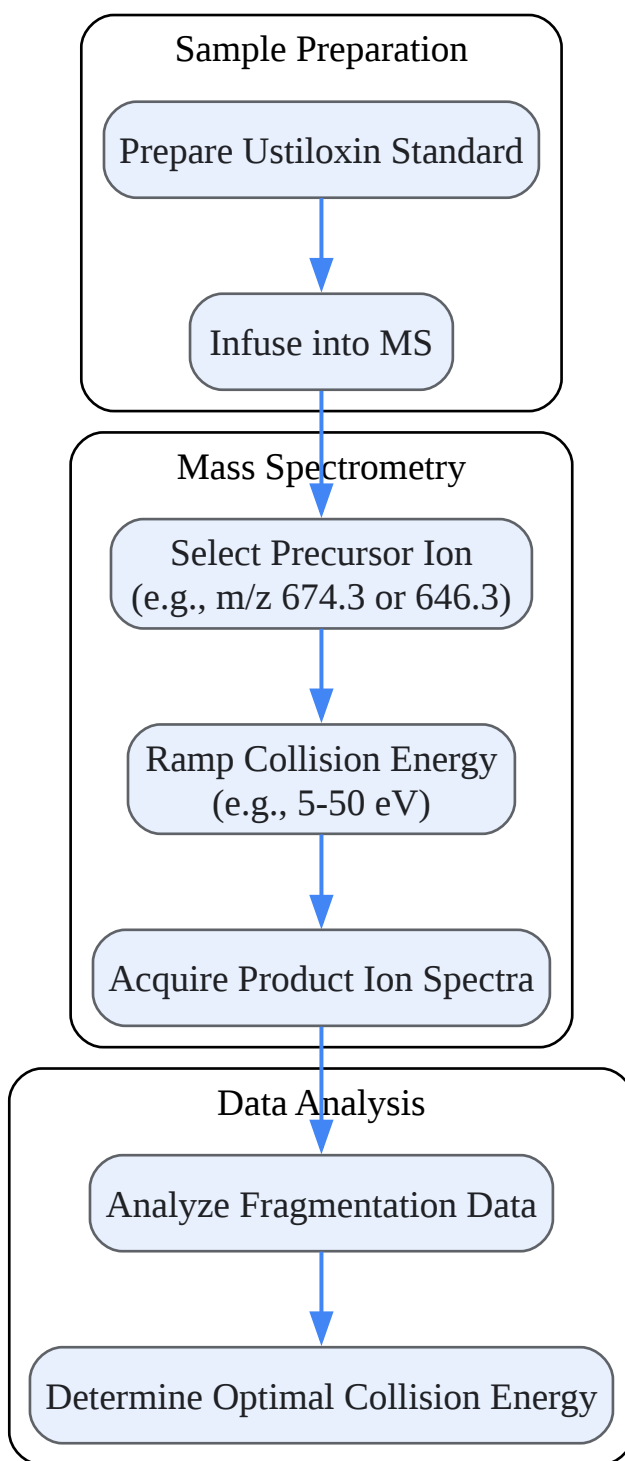 Sample Preparation
Prepare Ustiloxin Standard
Infuse into MS
Mass Spectrometry
Select Precursor Ion
(e.g., m/z 674.3 or 646.3)
Ramp Collision Energy
(e.g., 5-50 eV)
Acquire Product Ion Spectra
Data Analysis
Analyze Fragmentation Data
Determine Optimal Collision Energy